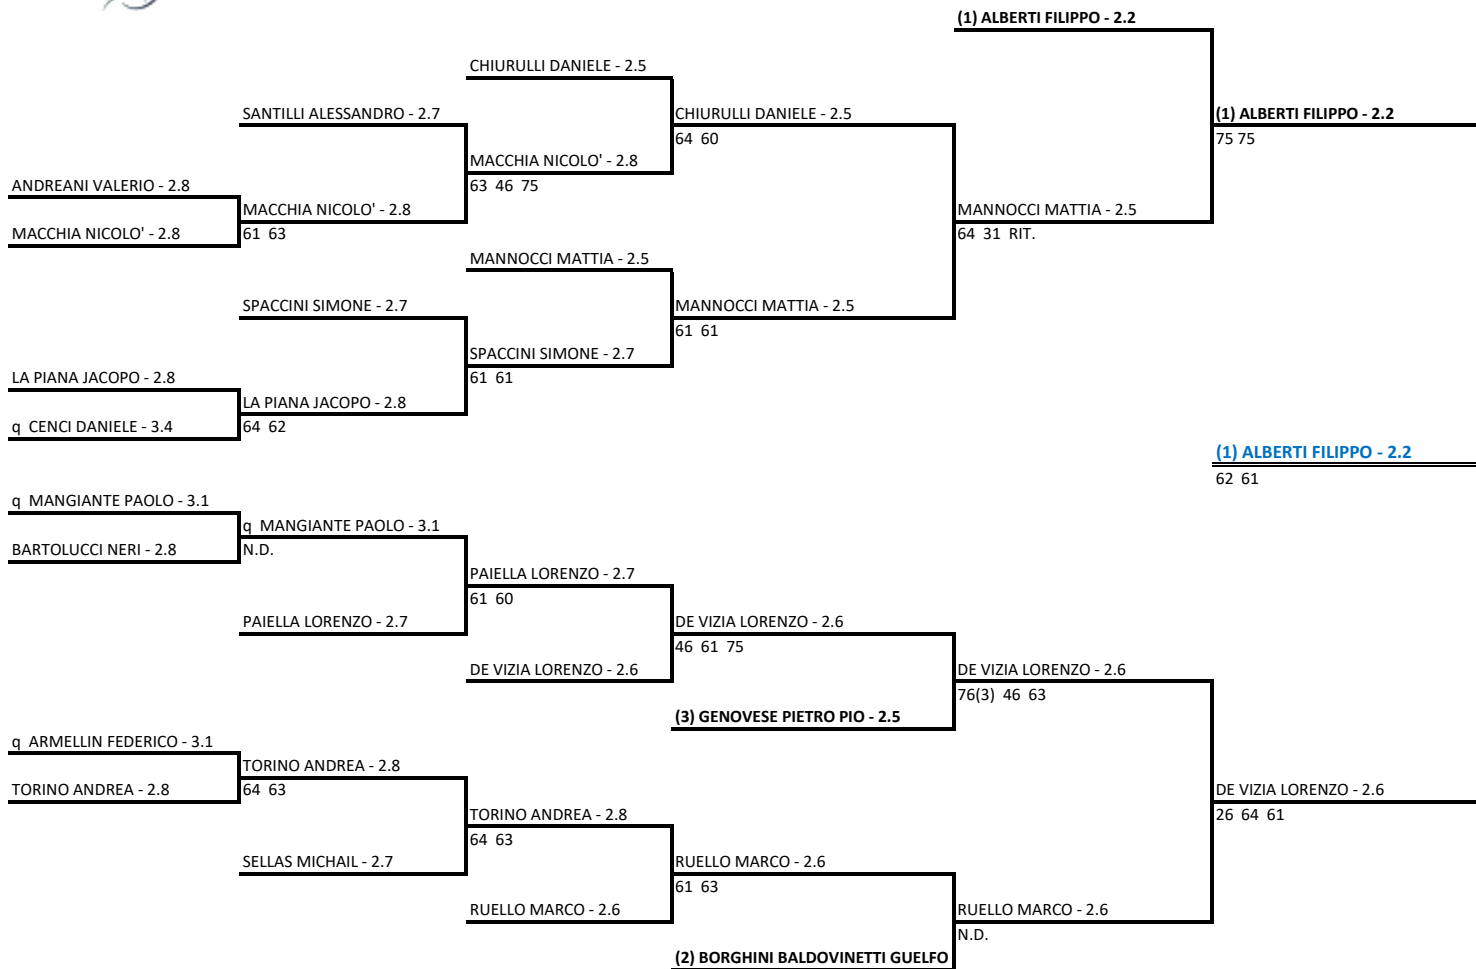 (1) ALBERTI FILIPPO - 2.2
CHIURULLI DANIELE - 2.5
SANTILLI ALESSANDRO - 2.7
CHIURULLI DANIELE - 2.5
(1) ALBERTI FILIPPO - 2.2
64 60
75 75
MACCHIA NICOLO' - 2.8
ANDREANI VALERIO - 2.8
63 46 75
MACCHIA NICOLO' - 2.8
MANNOCCI MATTIA - 2.5
MACCHIA NICOLO' - 2.8
61 63
64 31 RIT.
MANNOCCI MATTIA - 2.5
SPACCINI SIMONE - 2.7
MANNOCCI MATTIA - 2.5
61 61
SPACCINI SIMONE - 2.7
LA PIANA JACOPO - 2.8
61 61
LA PIANA JACOPO - 2.8
q CENCI DANIELE - 3.4
64 62
(1) ALBERTI FILIPPO - 2.2
62 61
q MANGIANTE PAOLO - 3.1
q MANGIANTE PAOLO - 3.1
BARTOLUCCI NERI - 2.8
N.D.
PAIELLA LORENZO - 2.7
61 60
PAIELLA LORENZO - 2.7
DE VIZIA LORENZO - 2.6
46 61 75
DE VIZIA LORENZO - 2.6
DE VIZIA LORENZO - 2.6
76(3) 46 63
(3) GENOVESE PIETRO PIO - 2.5
q ARMELLIN FEDERICO - 3.1
TORINO ANDREA - 2.8
TORINO ANDREA - 2.8
64 63
DE VIZIA LORENZO - 2.6
26 64 61
TORINO ANDREA - 2.8
64 63
SELLAS MICHAIL - 2.7
RUELLO MARCO - 2.6
61 63
RUELLO MARCO - 2.6
RUELLO MARCO - 2.6
N.D.
(2) BORGHINI BALDOVINETTI GUELFO